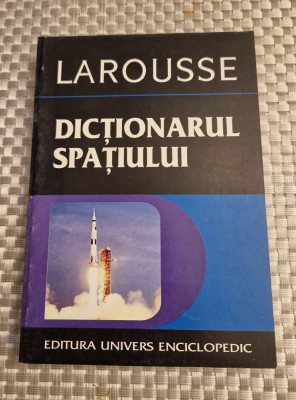 LAROUSSE
DICȚIONARUL
SPAȚIULUI
EDITURA UNIVERS ENCICLOPEDIC